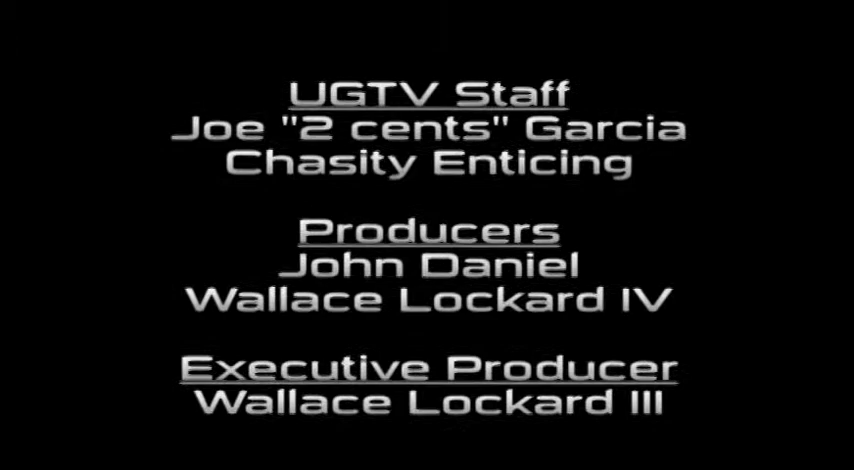 UGTV Staff
Joe "2 cents" Garcia
Chasity Enticing
Producers
John Daniel
Wallace Lockard IV
Executive Producer
Wallace Lockard III